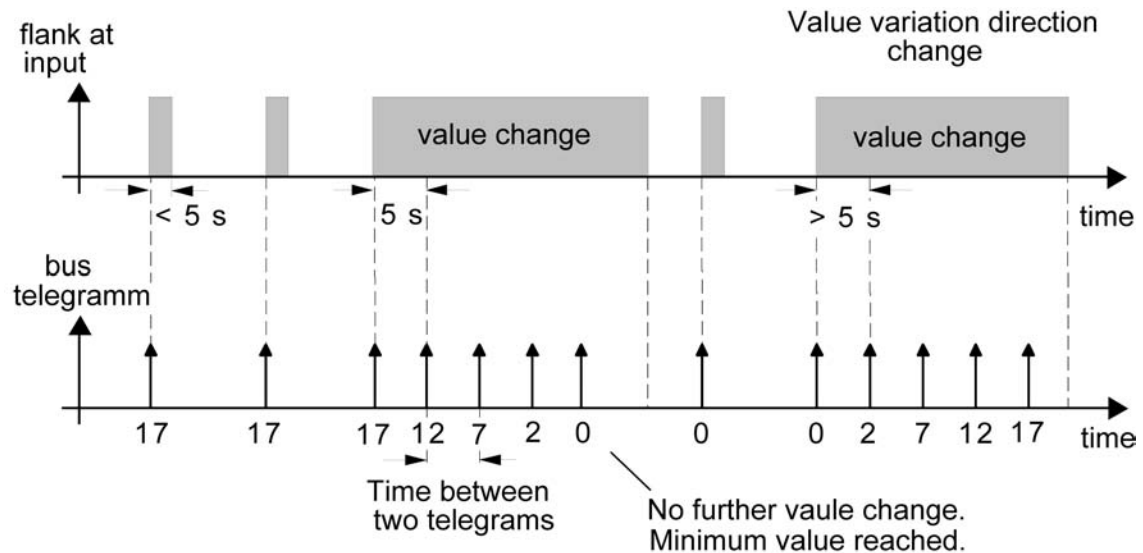 flank at
input
Value variation direction
change
value change
value change
< 5 s
5 s
> 5 s
time
bus
telegramm
17
17
17
12
7
2
0
0
0
2
7
12
17
time
Time between
two telegrams
No further vaule change.
Minimum value reached.